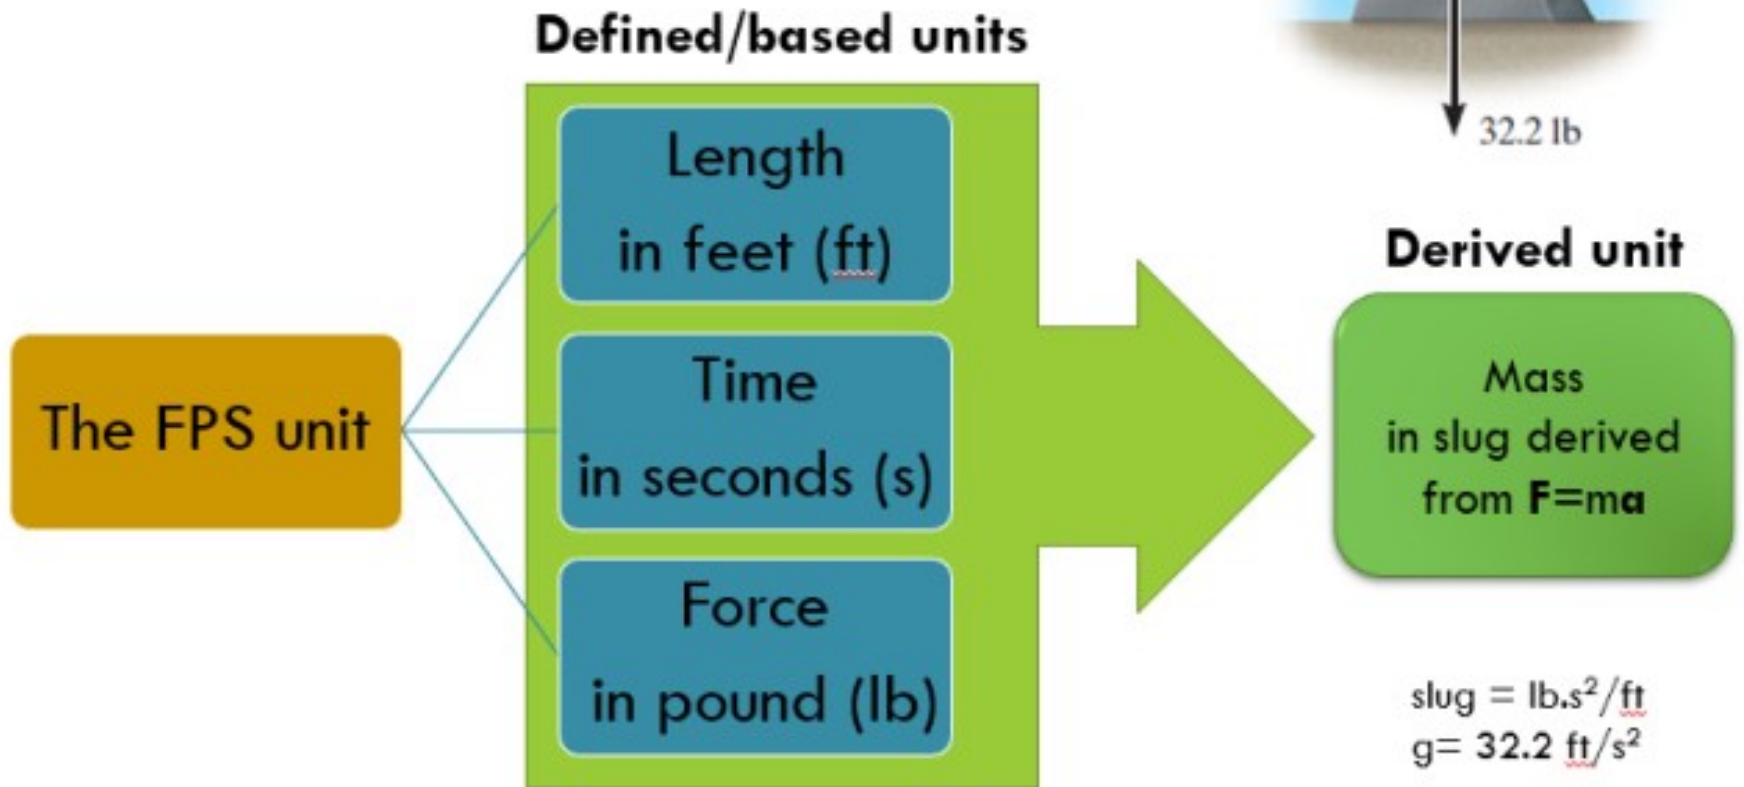 Defined/based units
32.2 lb
The FPS unit
Length
in feet (ft)
Time
in seconds (s)
Force
in pound (lb)
Derived unit
Mass
in slug derived
from F=ma
slug = lb.s²/ft
g= 32.2 ft/s²